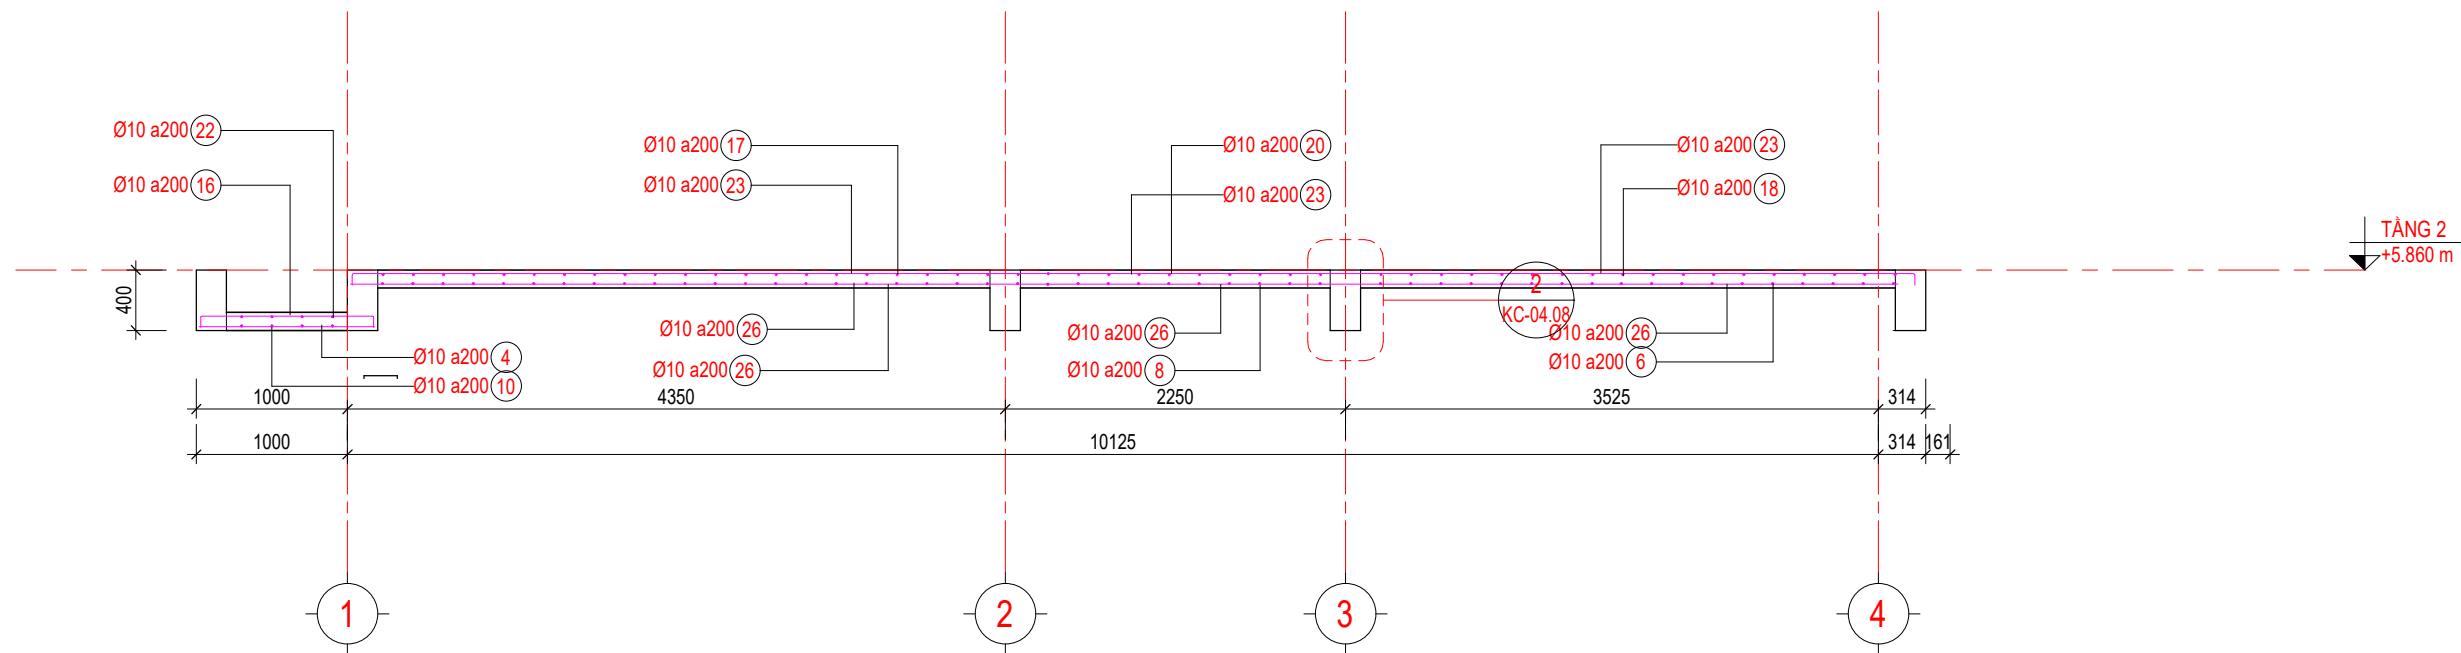 Ø10 a200 22
Ø10 a200 17
Ø10 a200 20
Ø10 a200 23
Ø10 a200 16
Ø10 a200 23
Ø10 a200 23
Ø10 a200 18
TẦNG 2
+5.860 m
400
2
KC-04.08
Ø10 a200 26
Ø10 a200 26
Ø10 a200 26
Ø10 a200 4
Ø10 a200 26
Ø10 a200 8
Ø10 a200 6
Ø10 a200 10
1000 4350 2250 3525 314
1000 10125 314 161
1 2 3 4